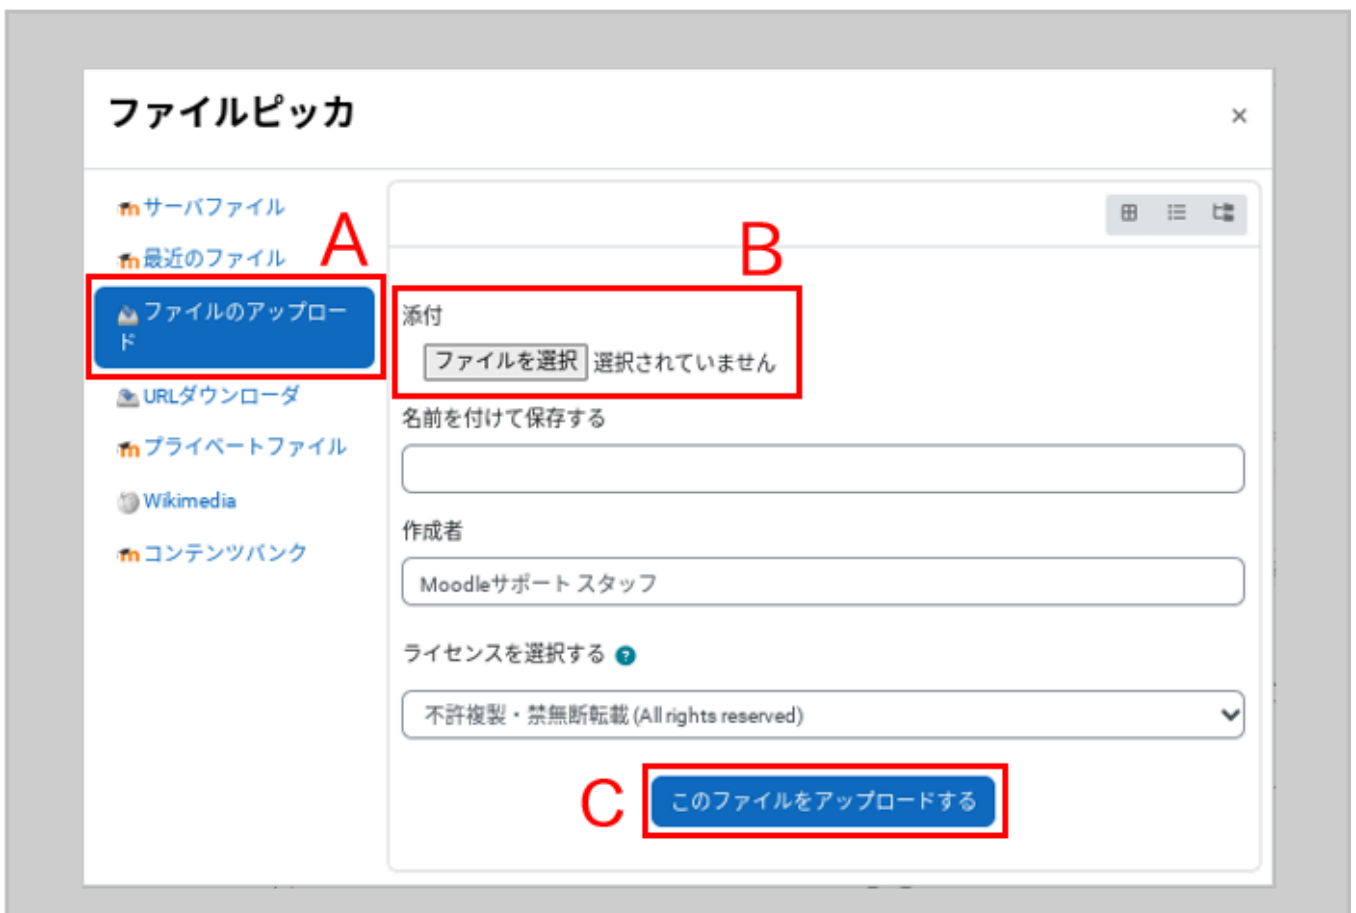 ファイルピッカ
×
サーバファイル
最近のファイル
A
ファイルのアップロー
ド
URLダウンローダ
プライベートファイル
Wikimedia
コンテンツバンク
B
添付
ファイルを選択 選択されていません
名前を付けて保存する
作成者
Moodleサポート スタッフ
ライセンスを選択する ?
不許複製・禁無断転載 (All rights reserved)
C
このファイルをアップロードする